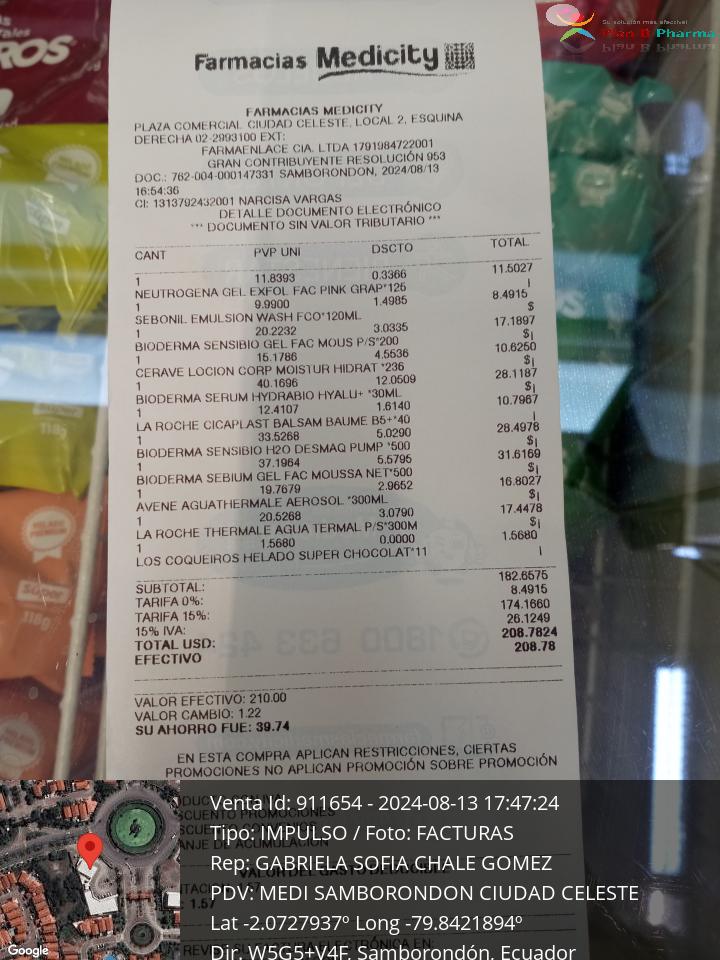 Su solución más efectiva!
Plan B Pharma
ROS
Farmacias Medicity
FARMACIAS MEDICITY
PLAZA COMERCIAL CIUDAD CELESTE, LOCAL 2, ESQUINA
DERECHA 02-2993100 EXT:
FARMAENLACE CIA. LTDA 1791984722001
GRAN CONTRIBUYENTE RESOLUCIÓN 953
DOC.: 762-004-000147331 SAMBORONDON, 2024/08/13
16:54:36
CI: 1313792432001 NARCISA VARGAS
DETALLE DOCUMENTO ELECTRÓNICO
*** DOCUMENTO SIN VALOR TRIBUTARIO ***
CANT PVP UNI DSCTO TOTAL
1 11.8393 0.3366 11.5027
NEUTROGENA GEL EXFOL FAC PINK GRAP*125 |
1 9.9900 1.4985 8.4915
SEBONIL EMULSION WASH FCO*120ML $
1 20.2232 3.0335 17.1897
BIODERMA SENSIBIO GEL FAC MOUS P/S*200 $|
1 15.1786 4.5536 10.6250
CERAVE LOCION CORP MOISTUR HIDRAT *236 $|
1 40.1696 12.0509 28.1187
BIODERMA SERUM HYDRABIO HYALU+ *30ML $|
1 12.4107 1.6140 10.7967
LA ROCHE CICAPLAST BALSAM BAUME B5+*40 |
1 33.5268 5.0290 28.4978
BIODERMA SENSIBIO H2O DESMAQ PUMP *500 $|
1 37.1964 5.5795 31.6169
BIODERMA SEBIUM GEL FAC MOUSSA NET*500 $|
1 19.7679 2.9652 16.8027
AVENE AGUATHERMALE AEROSOL *300ML $|
1 20.5268 3.0790 17.4478
LA ROCHE THERMALE AGUA TERMAL P/S*300M $|
1 1.5680 0.0000 1.5680
LOS COQUEIROS HELADO SUPER CHOCOLAT*11 |
SUBTOTAL: 182.6575
TARIFA 0%: 8.4915
TARIFA 15%: 174.1660
15% IVA: 26.1249
TOTAL USD: 208.7824
EFECTIVO 208.78
VALOR EFECTIVO: 210.00
VALOR CAMBIO: 1.22
SU AHORRO FUE: 39.74
EN ESTA COMPRA APLICAN RESTRICCIONES, CIERTAS
PROMOCIONES NO APLICAN PROMOCIÓN SOBRE PROMOCIÓN
Venta Id: 911654 - 2024-08-13 17:47:24
Tipo: IMPULSO / Foto: FACTURAS
Rep; GABRIELA SOFIA CHALE GOMEZ
PDV: MEDI SAMBORONDON CIUDAD CELESTE
Lat -2.0727937º Long -79.8421894º
Dir. W5G5+V4F, Samborondón, Ecuador
Google